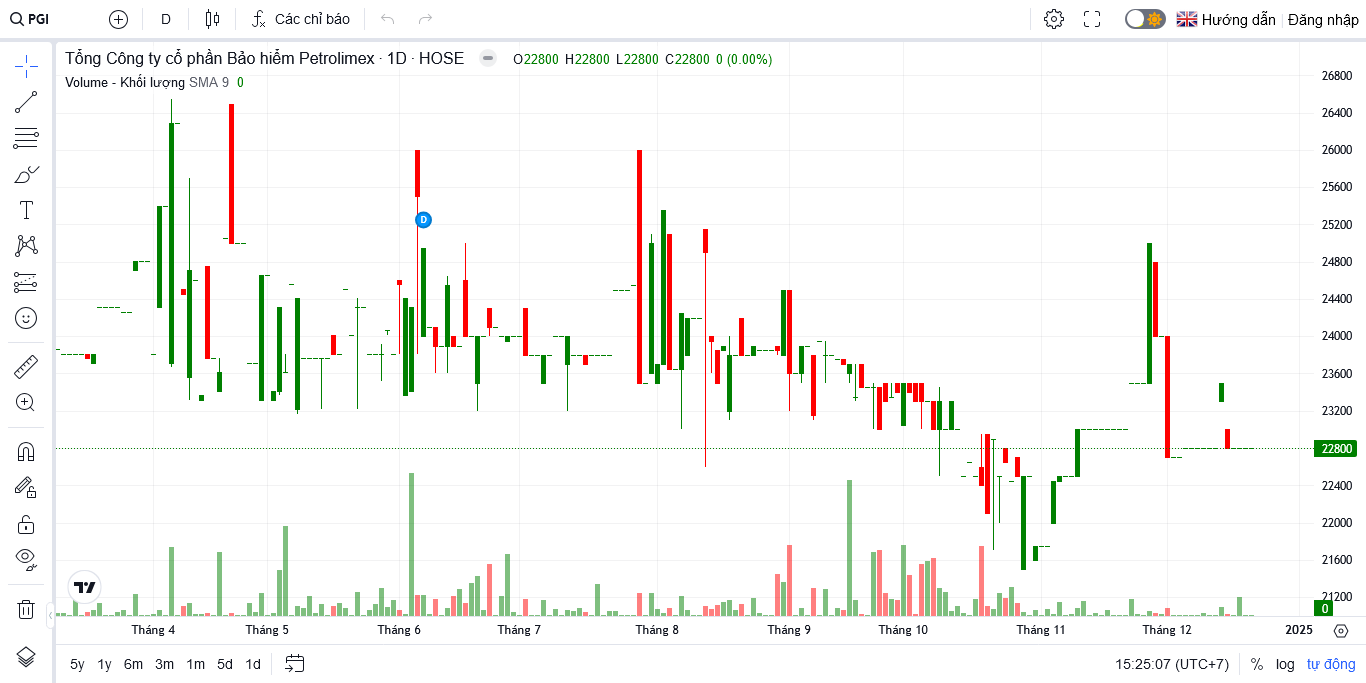 PGI
D
Các chỉ báo
Hướng dẫn
Đăng nhập
Tổng Công ty cổ phần Bảo hiểm Petrolimex · 1D · HOSE
O22800 H22800 L22800 C22800 0 (0.00%)
Volume - Khối lượng SMA 9 0
26800
26400
26000
25600
25200
24800
24400
24000
23600
23200
22800
22400
22000
21600
21200
0
D
Tháng 4
Tháng 5
Tháng 6
Tháng 7
Tháng 8
Tháng 9
Tháng 10
Tháng 11
Tháng 12
2025
5y 1y 6m 3m 1m 5d 1d
15:25:07 (UTC+7)
% log tự động